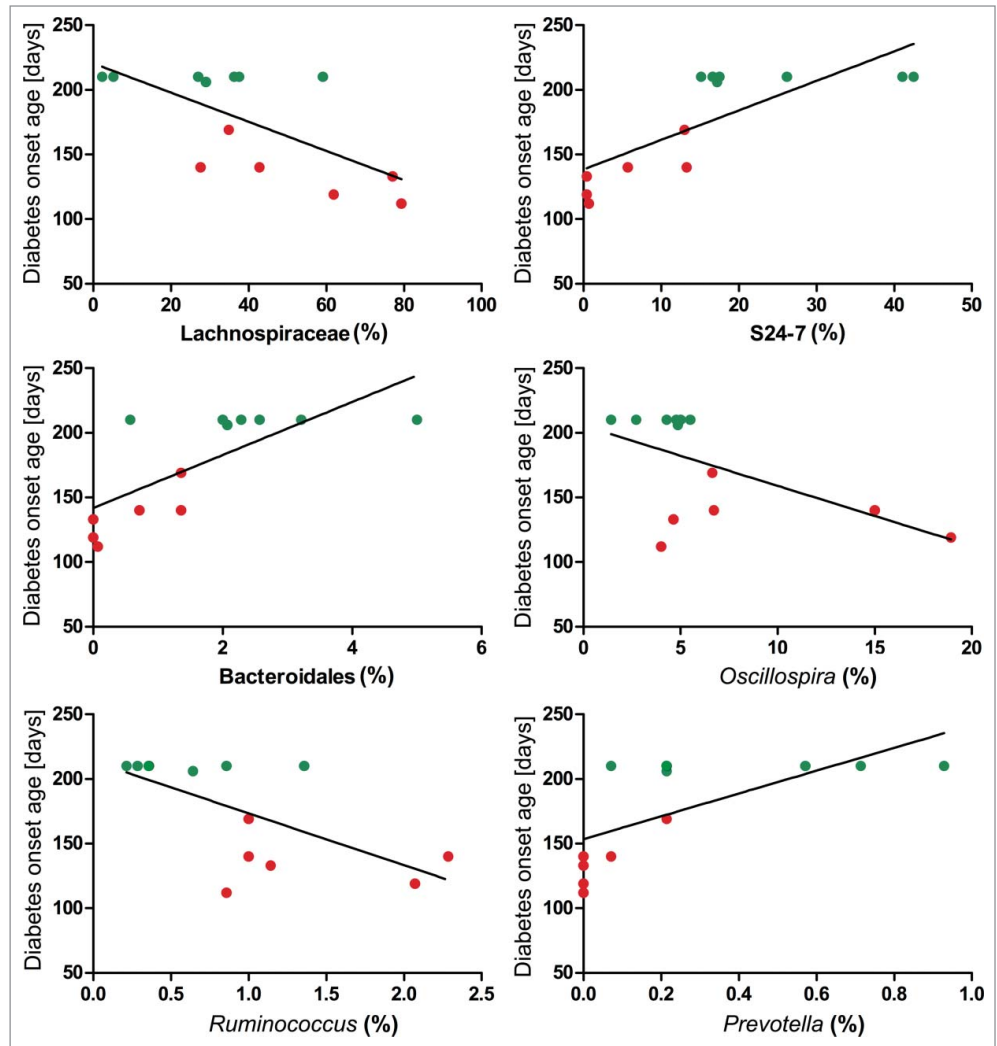 Diabetes onset age [days]
250
200
150
100
50
0 20 40 60 80 100
Lachnospiraceae (%)
Diabetes onset age [days]
250
200
150
100
50
0 10 20 30 40 50
S24-7 (%)
Diabetes onset age [days]
250
200
150
100
50
0 2 4 6
Bacteroidales (%)
Diabetes onset age [days]
250
200
150
100
50
0 5 10 15 20
Oscillospira (%)
Diabetes onset age [days]
250
200
150
100
50
0.0 0.5 1.0 1.5 2.0 2.5
Ruminococcus (%)
Diabetes onset age [days]
250
200
150
100
50
0.0 0.2 0.4 0.6 0.8 1.0
Prevotella (%)